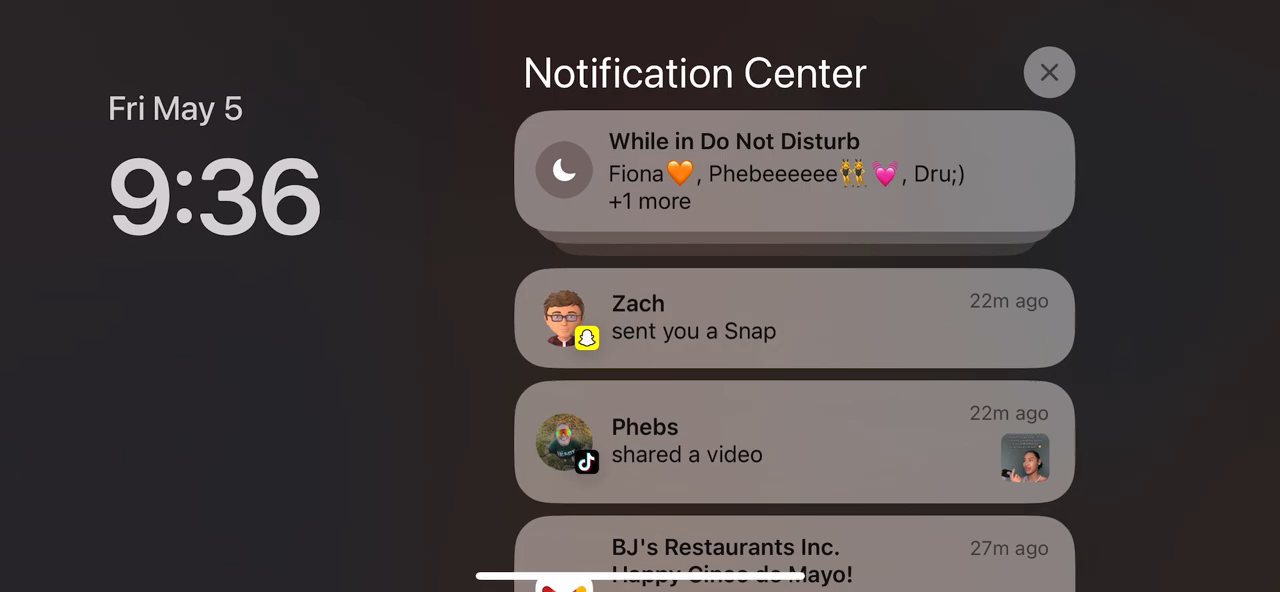 Fri May 5
9:36
Notification Center
While in Do Not Disturb
Fiona🧡, Phebeeeeee👯💓, Dru;)
+1 more
Zach
22m ago
sent you a Snap
Phebs
22m ago
shared a video
BJ's Restaurants Inc.
27m ago
Happy Cinco de Mayo!